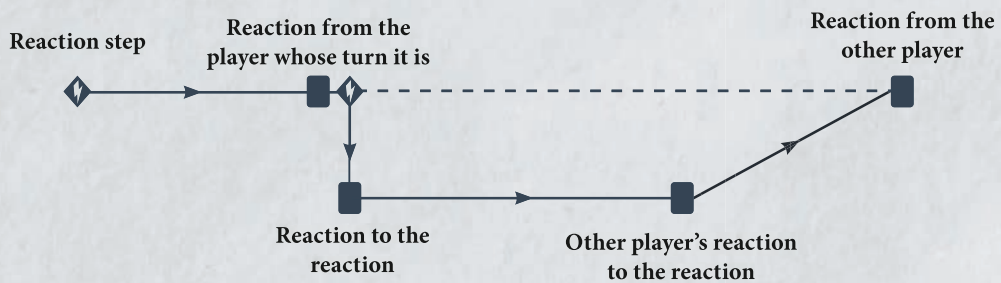 Reaction step
Reaction from the
player whose turn it is
Reaction from the
other player
Reaction to the
reaction
Other player’s reaction
to the reaction